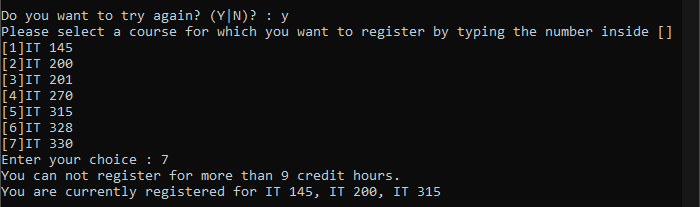 Do you want to try again? (Y|N)? : y
Please select a course for which you want to register by typing the number inside []
[1]IT 145
[2]IT 200
[3]IT 201
[4]IT 270
[5]IT 315
[6]IT 328
[7]IT 330
Enter your choice : 7
You can not register for more than 9 credit hours.
You are currently registered for IT 145, IT 200, IT 315